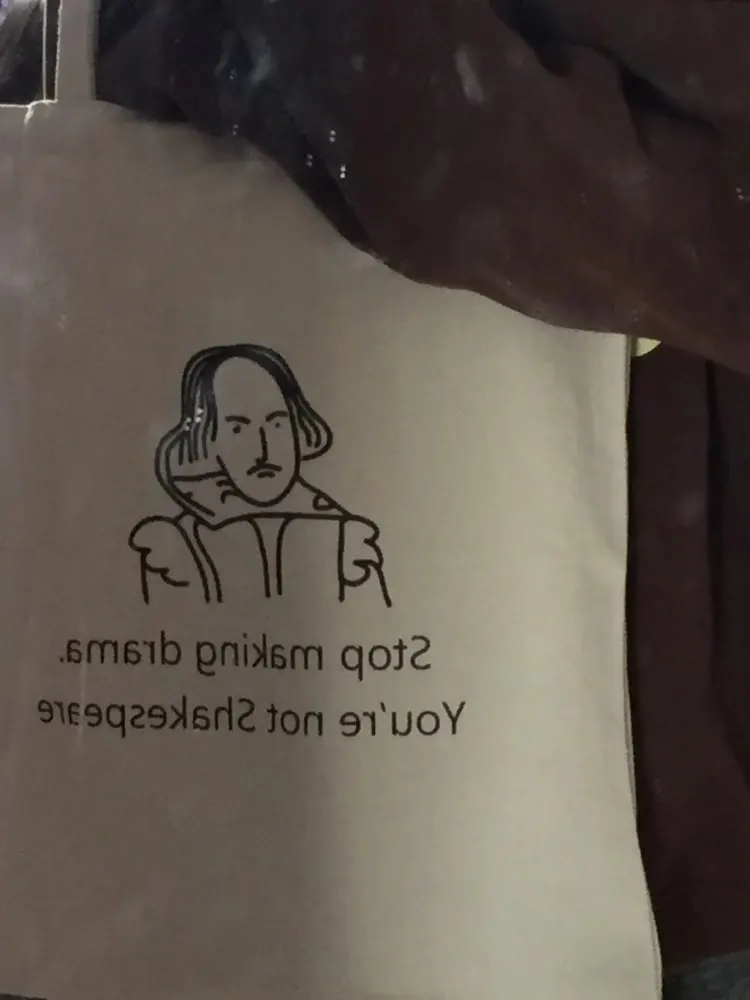 Stop making drama.
You're not Shakespeare